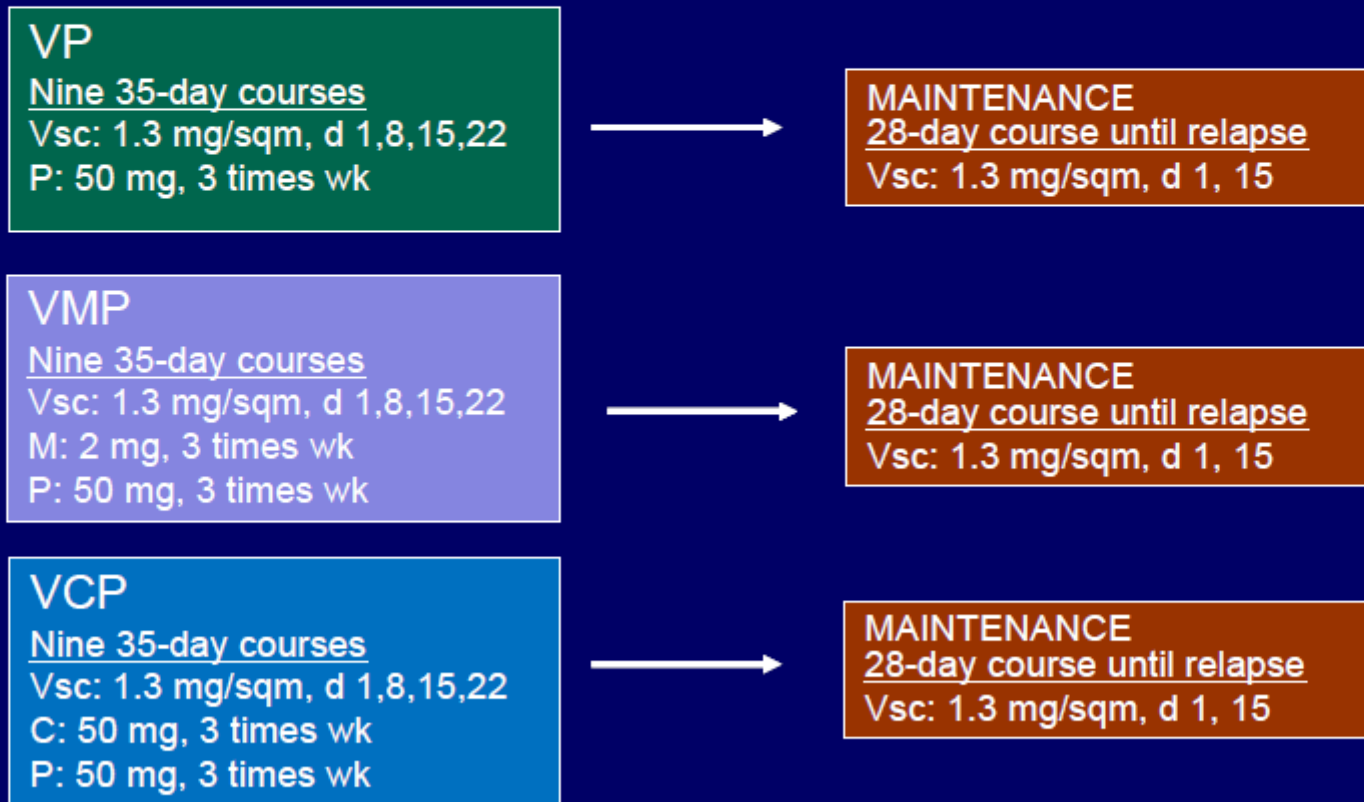 VP
Nine 35-day courses
Vsc: 1.3 mg/sqm, d 1,8,15,22
P: 50 mg, 3 times wk
MAINTENANCE
28-day course until relapse
Vsc: 1.3 mg/sqm, d 1, 15
VMP
Nine 35-day courses
Vsc: 1.3 mg/sqm, d 1,8,15,22
M: 2 mg, 3 times wk
P: 50 mg, 3 times wk
MAINTENANCE
28-day course until relapse
Vsc: 1.3 mg/sqm, d 1, 15
VCP
Nine 35-day courses
Vsc: 1.3 mg/sqm, d 1,8,15,22
C: 50 mg, 3 times wk
P: 50 mg, 3 times wk
MAINTENANCE
28-day course until relapse
Vsc: 1.3 mg/sqm, d 1, 15